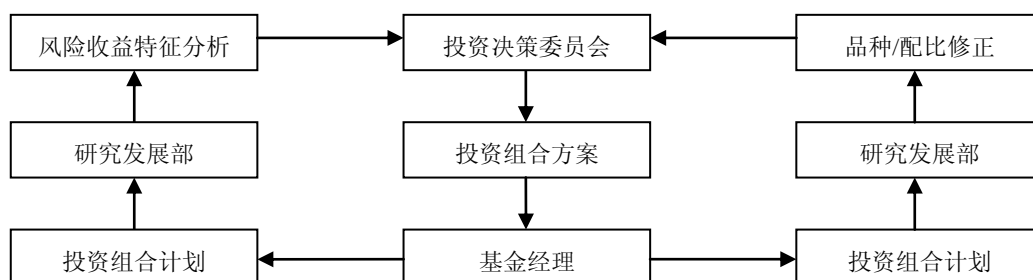 风险收益特征分析
投资决策委员会
品种/配比修正
研究发展部
投资组合方案
研究发展部
投资组合计划
基金经理
投资组合计划